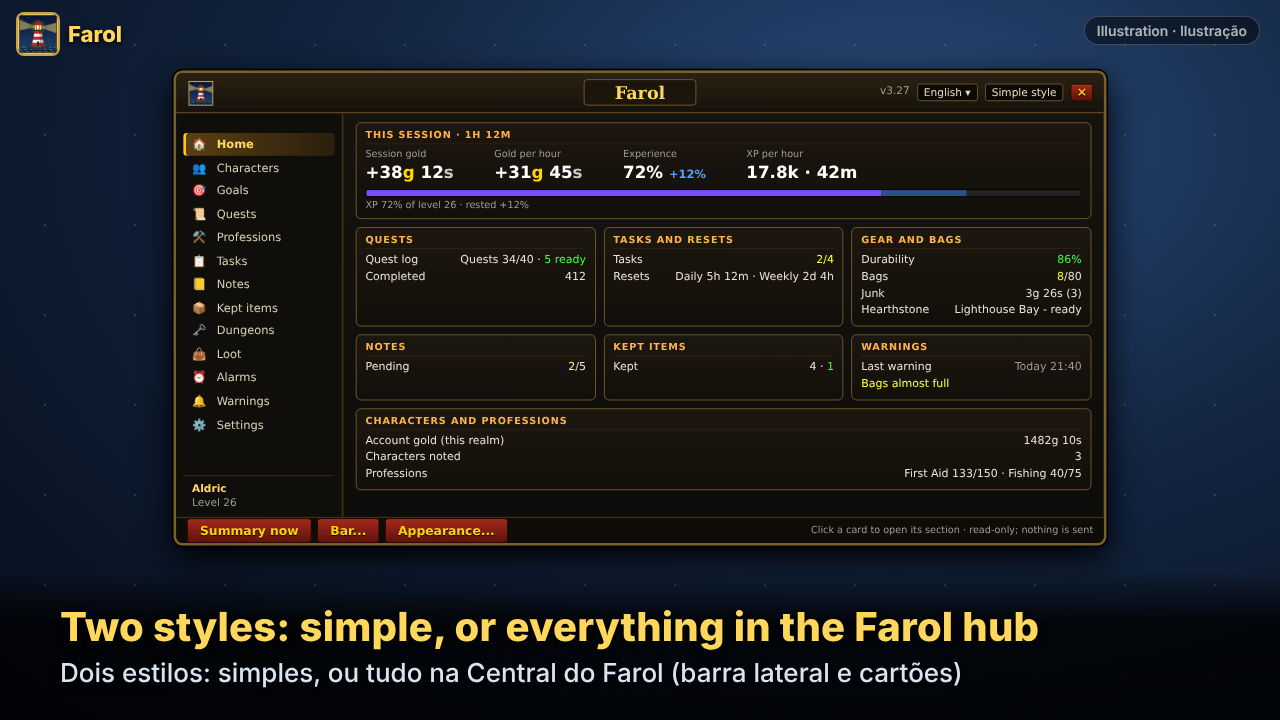 Farol
Illustration · Ilustração
Farol
v3.27
English ▾
Simple style
✕
Home
Characters
Goals
Quests
Professions
Tasks
Notes
Kept items
Dungeons
Loot
Alarms
Warnings
Settings
Aldric
Level 26
THIS SESSION · 1H 12M
Session gold
Gold per hour
Experience
XP per hour
+38g 12s
+31g 45s
72% +12%
17.8k · 42m
XP 72% of level 26 · rested +12%
QUESTS
Quest log Quests 34/40 · 5 ready
Completed 412
TASKS AND RESETS
Tasks 2/4
Resets Daily 5h 12m · Weekly 2d 4h
GEAR AND BAGS
Durability 86%
Bags 8/80
Junk 3g 26s (3)
Hearthstone Lighthouse Bay - ready
NOTES
Pending 2/5
KEPT ITEMS
Kept 4 · 1
WARNINGS
Last warning Today 21:40
Bags almost full
CHARACTERS AND PROFESSIONS
Account gold (this realm) 1482g 10s
Characters noted 3
Professions First Aid 133/150 · Fishing 40/75
Summary now
Bar...
Appearance...
Click a card to open its section · read-only; nothing is sent
Two styles: simple, or everything in the Farol hub
Dois estilos: simples, ou tudo na Central do Farol (barra lateral e cartões)